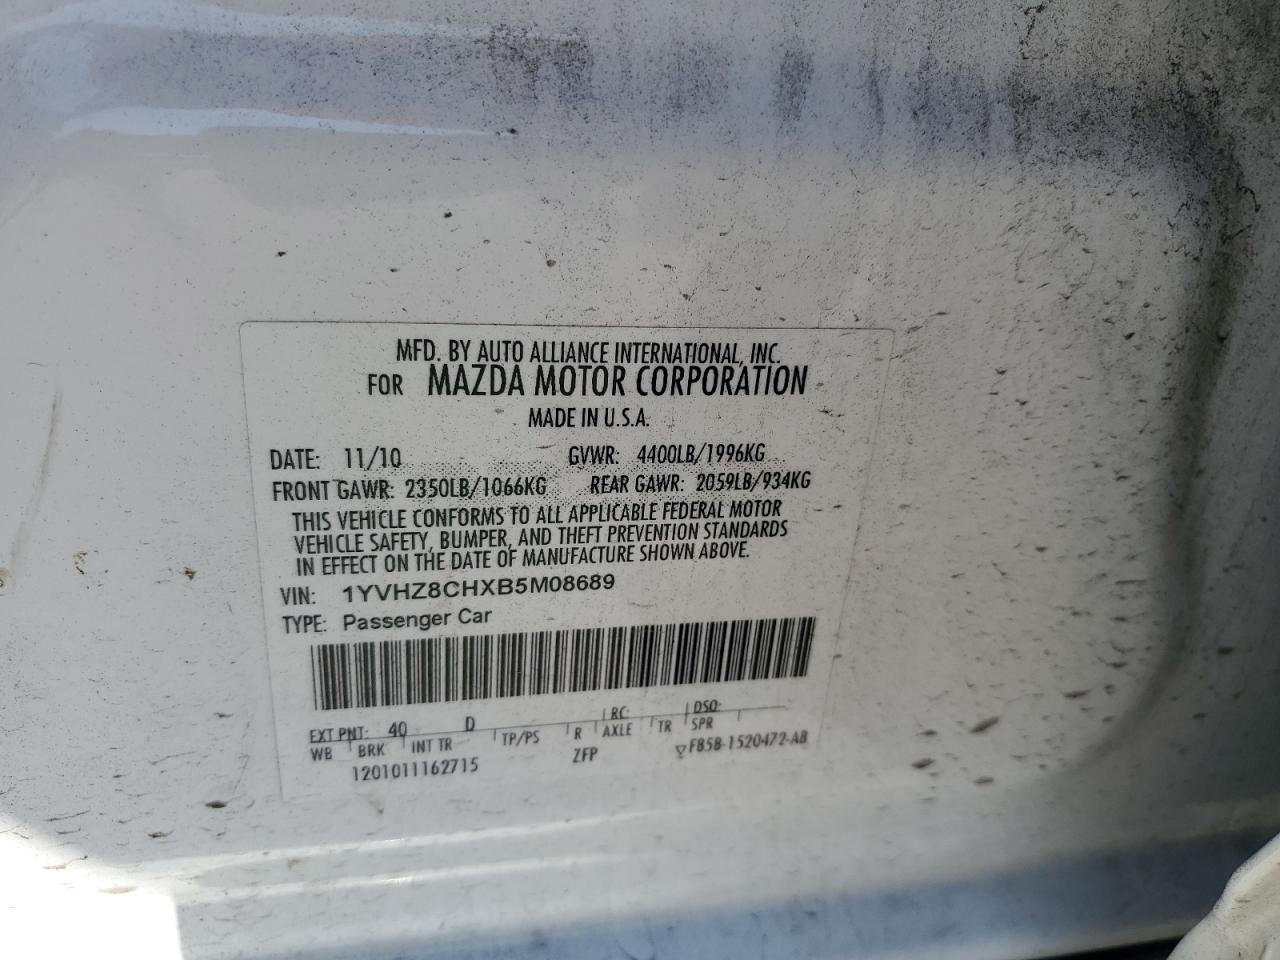 MFD. BY AUTO ALLIANCE INTERNATIONAL, INC.
FOR MAZDA MOTOR CORPORATION
MADE IN U.S.A.
DATE: 11/10 GVWR: 4400LB/1996KG
FRONT GAWR: 2350LB/1066KG REAR GAWR: 2059LB/934KG
THIS VEHICLE CONFORMS TO ALL APPLICABLE FEDERAL MOTOR
VEHICLE SAFETY, BUMPER, AND THEFT PREVENTION STANDARDS
IN EFFECT ON THE DATE OF MANUFACTURE SHOWN ABOVE.
VIN: 1YVHZ8CHXB5M08689
TYPE: Passenger Car
EXT PNT: 40 D RC: DSO:
WB BRK INT TR TP/PS R AXLE TR SPR
1201011162715 ZFP F85B-1520472-AB